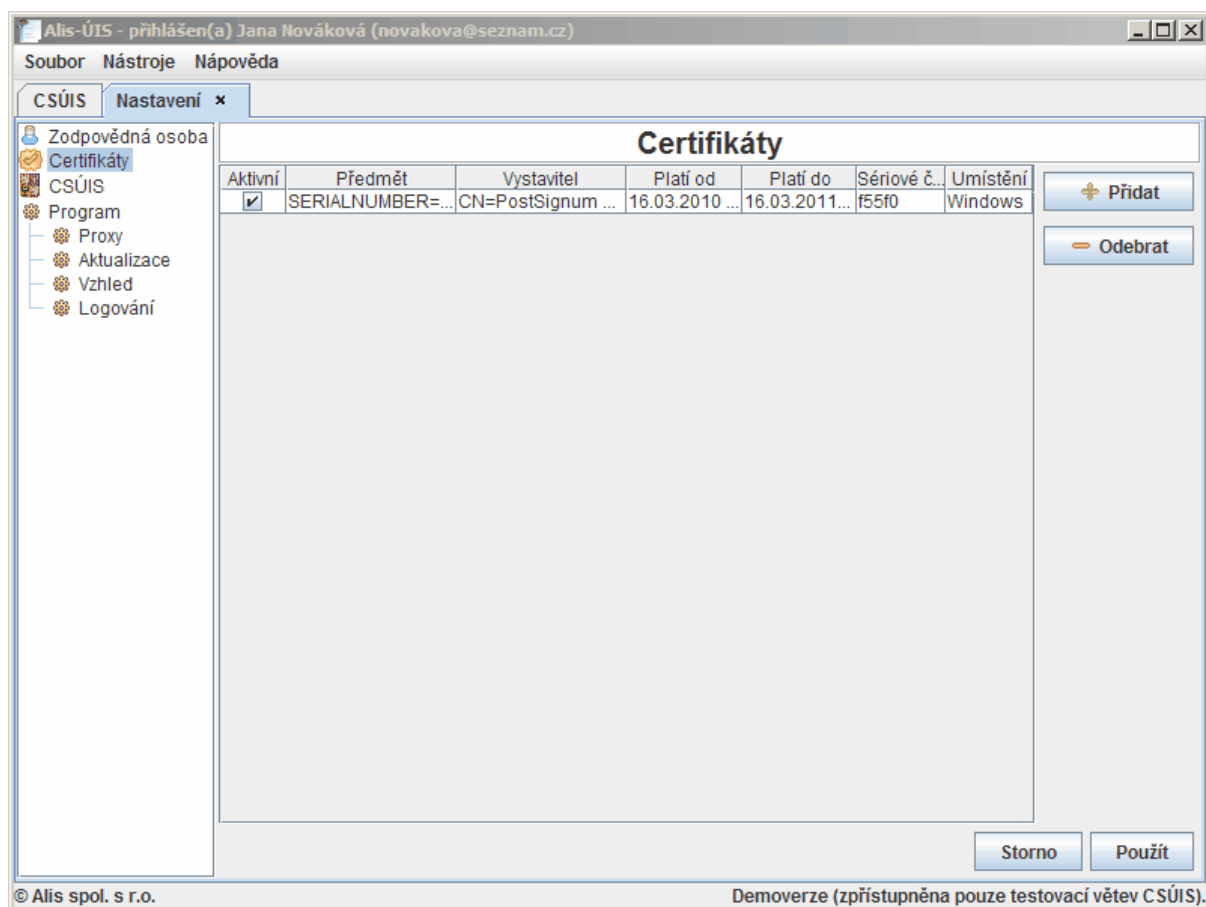 Alis-ÚIS - přihlášen(a) Jana Nováková (novakova@seznam.cz)
Soubor Nástroje Nápověda
CSÚIS Nastavení
Zodpovědná osoba
Certifikáty
CSÚIS
Program
Proxy
Aktualizace
Vzhled
Logování
Certifikáty
Aktivní Předmět Vystavitel Platí od Platí do Sériové č... Umístění
SERIALNUMBER=... CN=PostSignum ... 16.03.2010 ... 16.03.2011... f55f0 Windows
Přidat
Odebrat
Storno Použít
© Alis spol. s r.o. Demoverze (zpřístupněna pouze testovací větev CSÚIS).